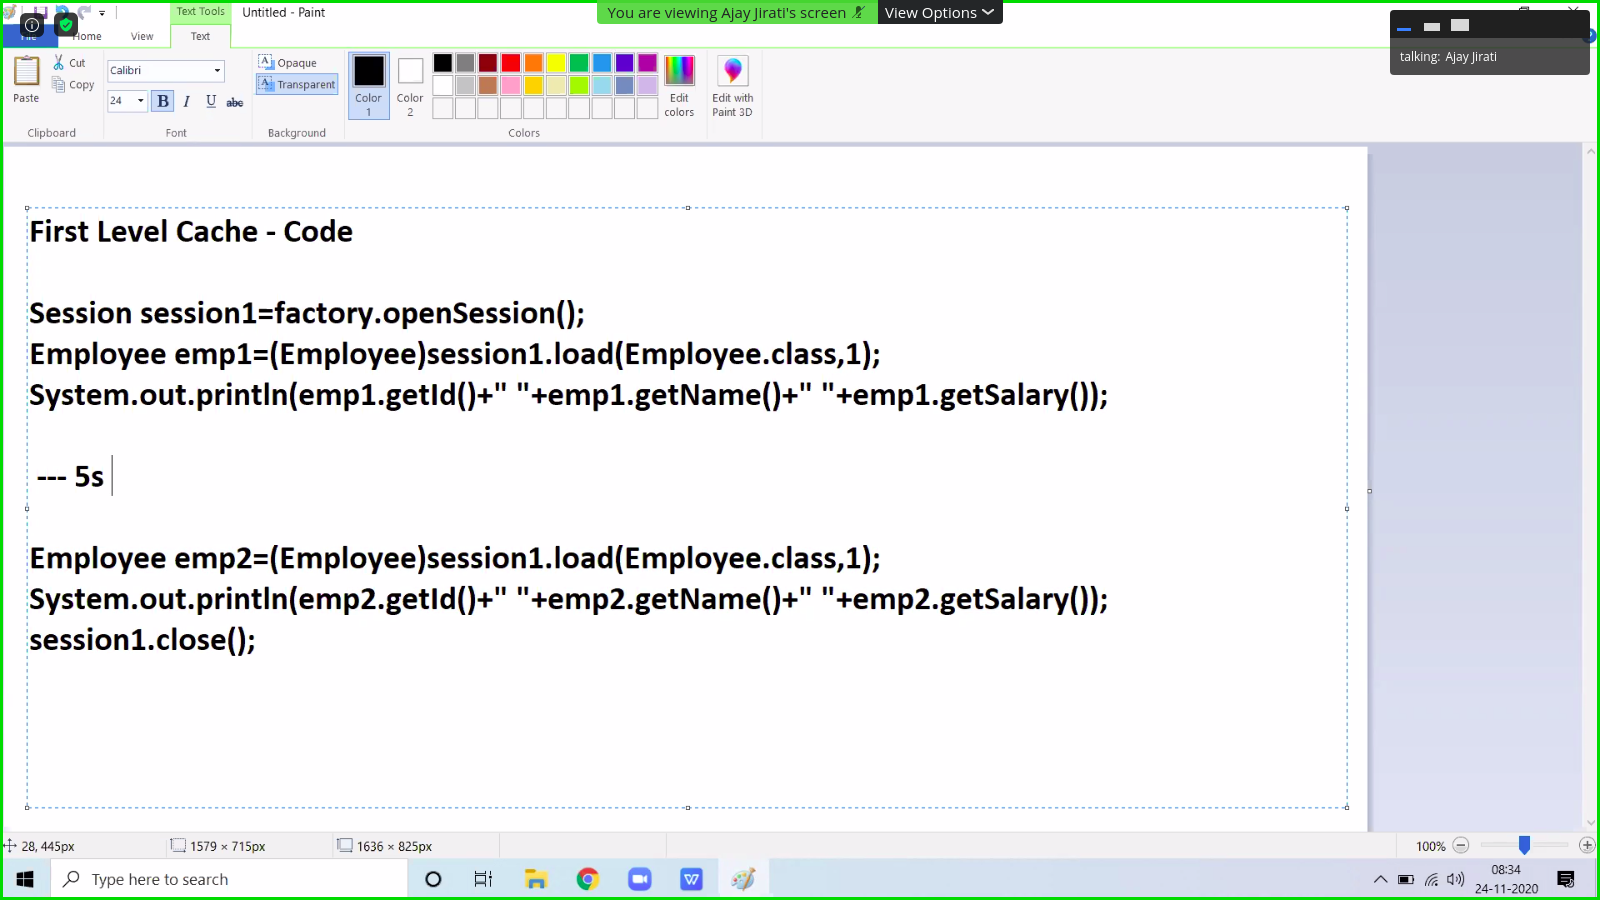 Text Tools
Untitled - Paint
You are viewing Ajay Jirati's screen
View Options
File
Home
View
Text
talking: Ajay Jirati
Paste
Cut
Copy
Clipboard
Calibri
24
B I U abc
Font
Opaque
Transparent
Background
Color 1
Color 2
Edit colors
Edit with Paint 3D
Colors
First Level Cache - Code
Session session1=factory.openSession();
Employee emp1=(Employee)session1.load(Employee.class,1);
System.out.println(emp1.getId()+" "+emp1.getName()+" "+emp1.getSalary());
--- 5s
Employee emp2=(Employee)session1.load(Employee.class,1);
System.out.println(emp2.getId()+" "+emp2.getName()+" "+emp2.getSalary());
session1.close();
28, 445px
1579 × 715px
1636 × 825px
100%
Type here to search
08:34
24-11-2020